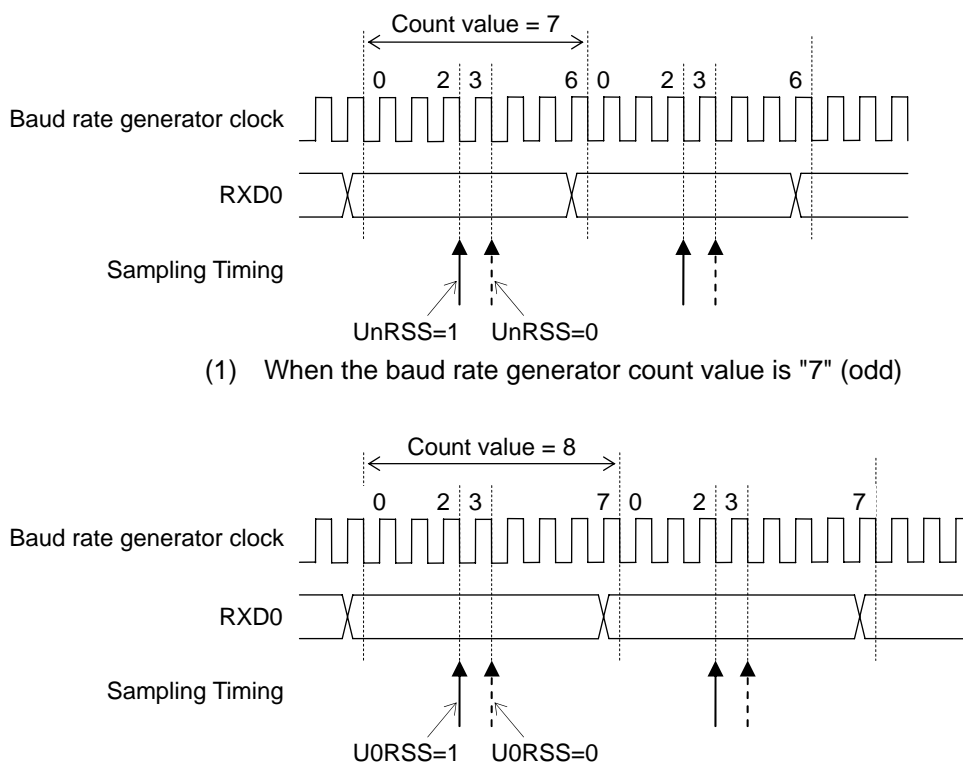 Count value = 7
0 2 3 6 0 2 3 6
Baud rate generator clock
RXD0
Sampling Timing
UnRSS=1 UnRSS=0
(1) When the baud rate generator count value is "7" (odd)
Count value = 8
0 2 3 7 0 2 3 7
Baud rate generator clock
RXD0
Sampling Timing
U0RSS=1 U0RSS=0